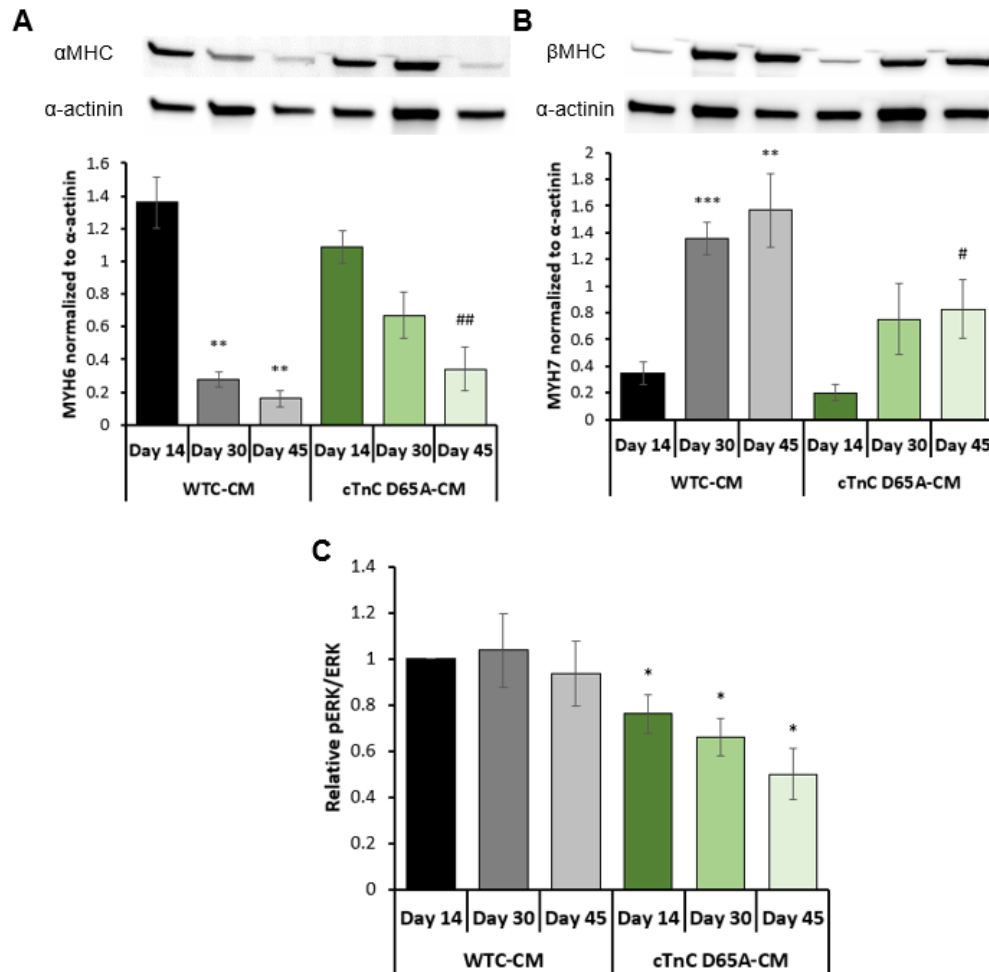 A
αMHC
α-actinin
MYH6 normalized to α-actinin
1.6
1.4
1.2
1
0.8
0.6
0.4
0.2
0
**
**
##
Day 14 Day 30 Day 45 Day 14 Day 30 Day 45
WTC-CM cTnC D65A-CM
B
βMHC
α-actinin
MYH7 normalized to α-actinin
2
1.8
1.6
1.4
1.2
1
0.8
0.6
0.4
0.2
0
***
**
#
Day 14 Day 30 Day 45 Day 14 Day 30 Day 45
WTC-CM cTnC D65A-CM
C
Relative pERK/ERK
1.4
1.2
1
0.8
0.6
0.4
0.2
0
*
*
*
Day 14 Day 30 Day 45 Day 14 Day 30 Day 45
WTC-CM cTnC D65A-CM